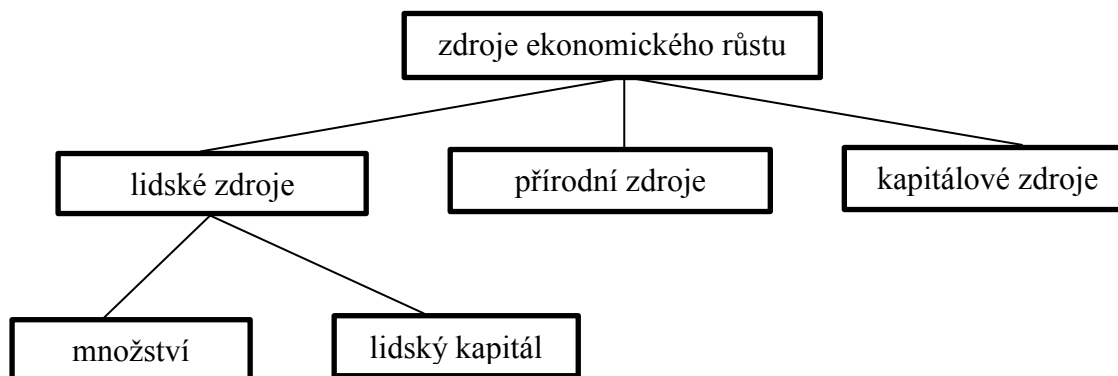 zdroje ekonomického růstu
lidské zdroje
přírodní zdroje
kapitálové zdroje
množství
lidský kapitál